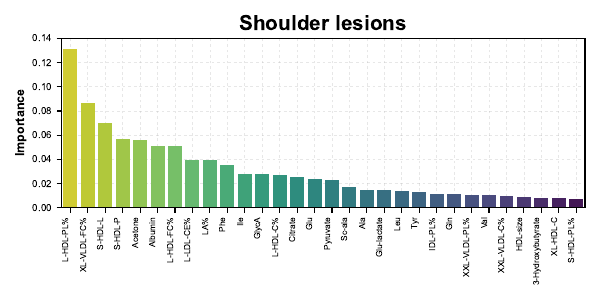 Shoulder lesions
Importance
0.14
0.12
0.10
0.08
0.06
0.04
0.02
0.00
L-HDL-PL%
XL-VLDL-FC%
S-HDL-L
S-HDL-P
Acetone
Albumin
L-HDL-FC%
L-LDL-CE%
LA%
Phe
Ile
GlycA
L-HDL-C%
Citrate
Glu
Pyruvate
Sc-ala
Ala
Glu-lactate
Leu
Tyr
IDL-PL%
Gln
XXL-VLDL-PL%
Val
XXL-VLDL-C%
HDL-size
3-Hydroxybutyrate
XL-HDL-C
S-HDL-PL%